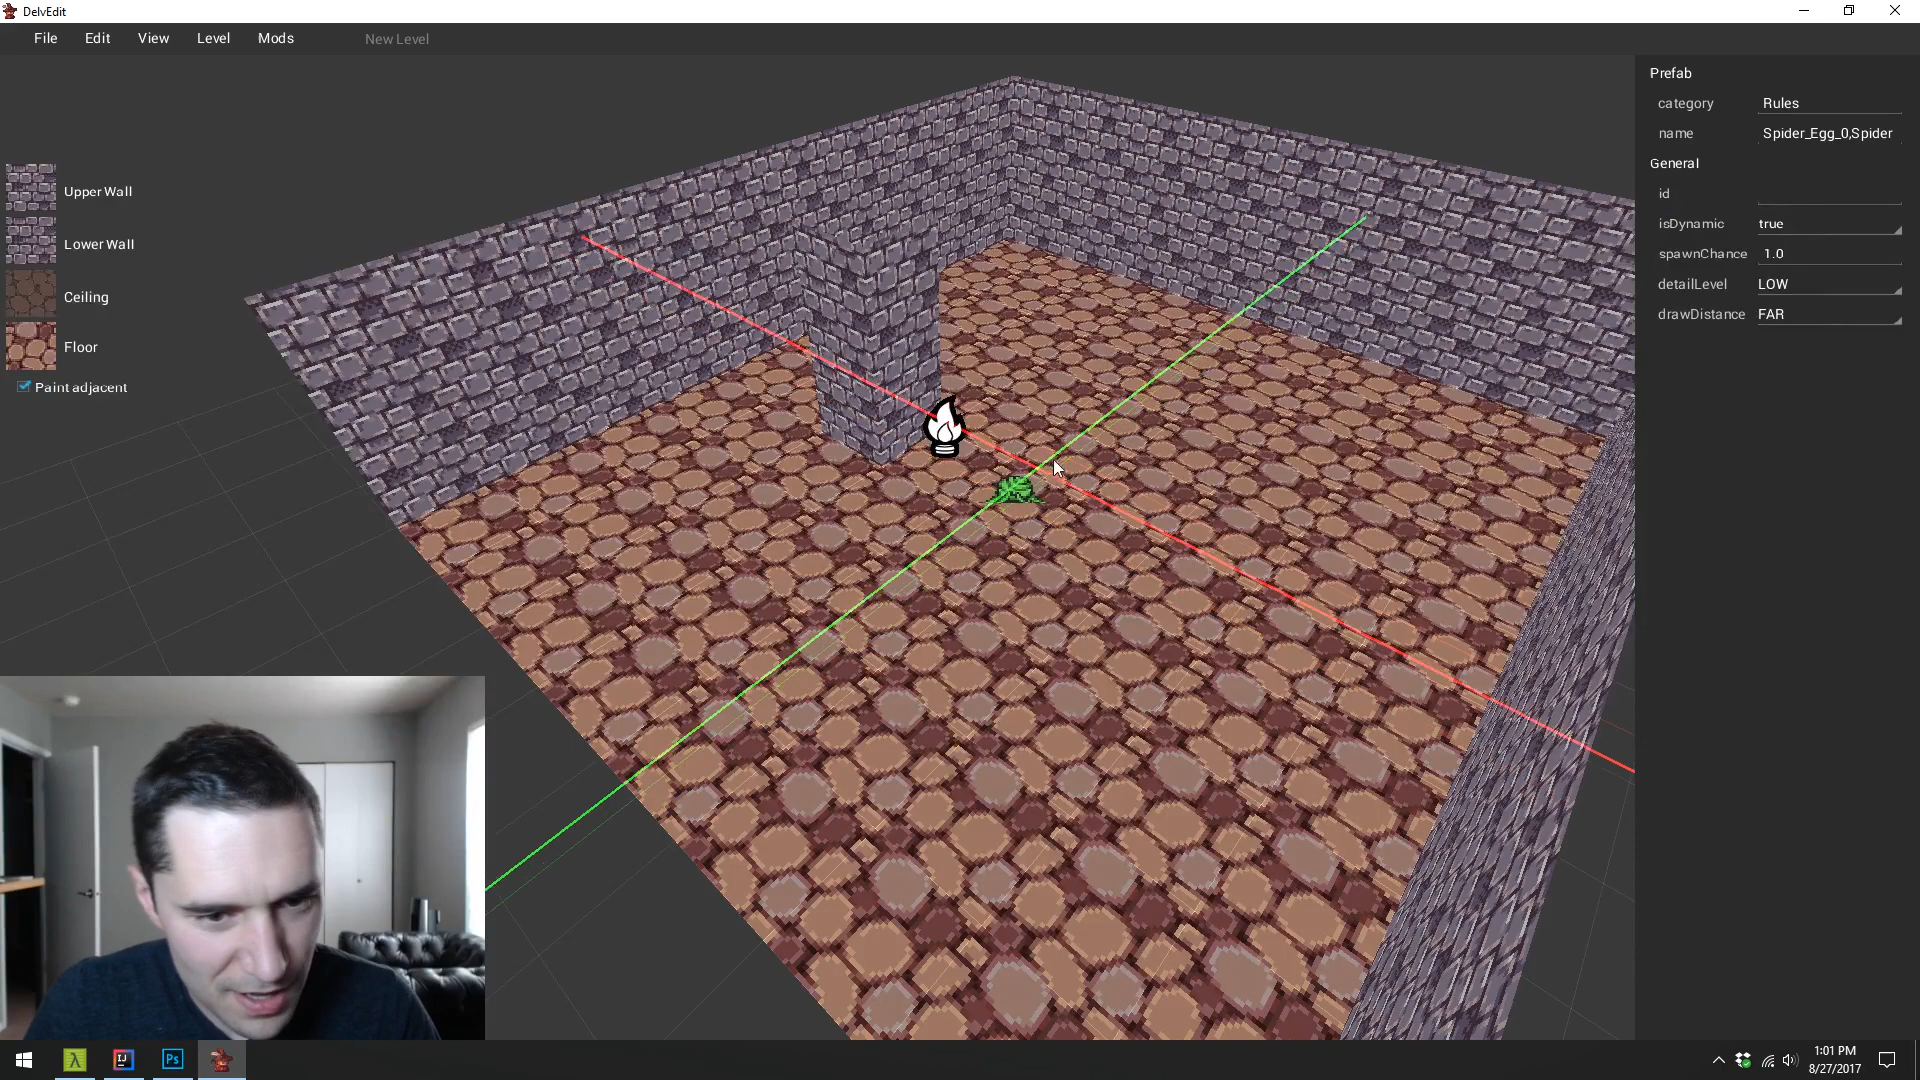 DelvEdit
File Edit View Level Mods New Level
Upper Wall
Lower Wall
Ceiling
Floor
Paint adjacent
Prefab
category Rules
name Spider_Egg_0,Spider
General
id
isDynamic true
spawnChance 1.0
detailLevel LOW
drawDistance FAR
λ
IJ
Ps
1:01 PM
8/27/2017